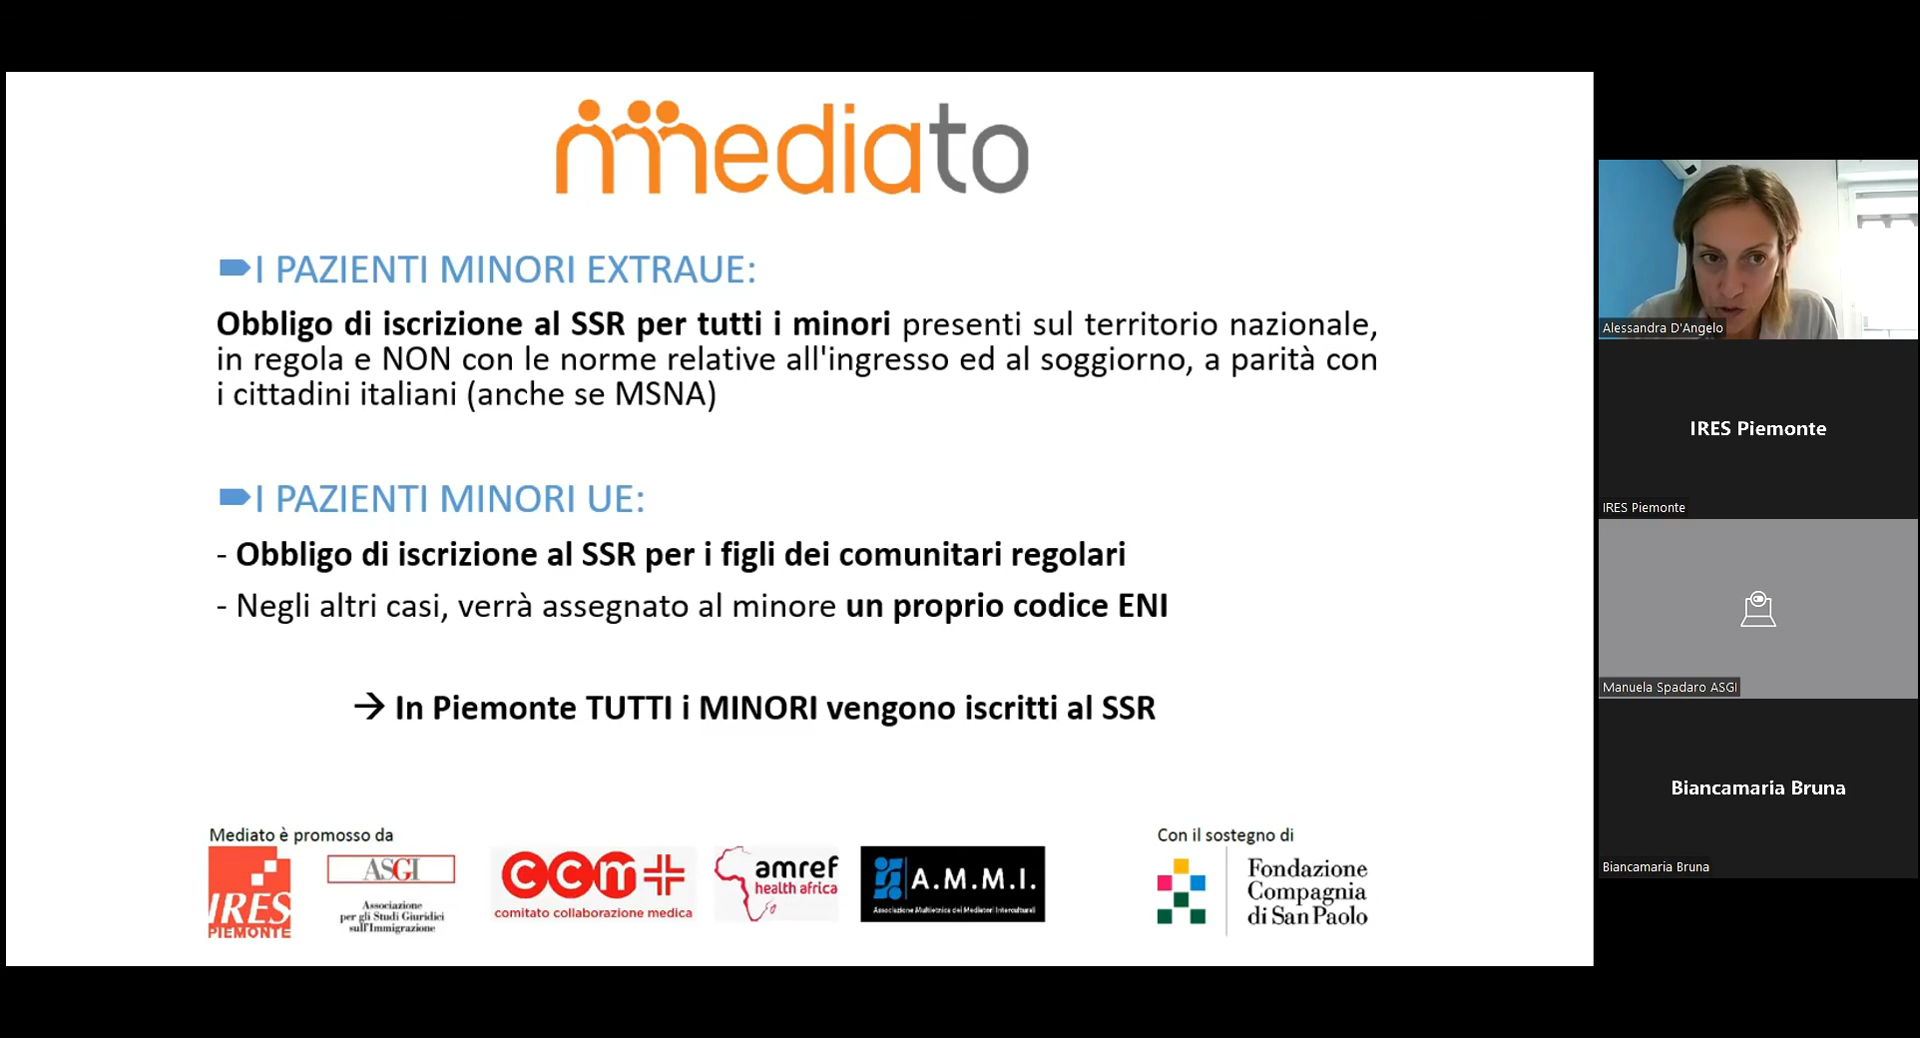 mediato
I PAZIENTI MINORI EXTRAUE:
Obbligo di iscrizione al SSR per tutti i minori presenti sul territorio nazionale,
in regola e NON con le norme relative all'ingresso ed al soggiorno, a parità con
i cittadini italiani (anche se MSNA)
I PAZIENTI MINORI UE:
- Obbligo di iscrizione al SSR per i figli dei comunitari regolari
- Negli altri casi, verrà assegnato al minore un proprio codice ENI
→ In Piemonte TUTTI i MINORI vengono iscritti al SSR
Mediato è promosso da
IRES
PIEMONTE
ASGI
Associazione
per gli Studi Giuridici
sull'Immigrazione
ccm
comitato collaborazione medica
amref
health africa
A.M.M.I.
Associazione Multietnica dei Mediatori Interculturali
Con il sostegno di
Fondazione
Compagnia
di San Paolo
Alessandra D'Angelo
IRES Piemonte
IRES Piemonte
Manuela Spadaro ASGI
Biancamaria Bruna
Biancamaria Bruna